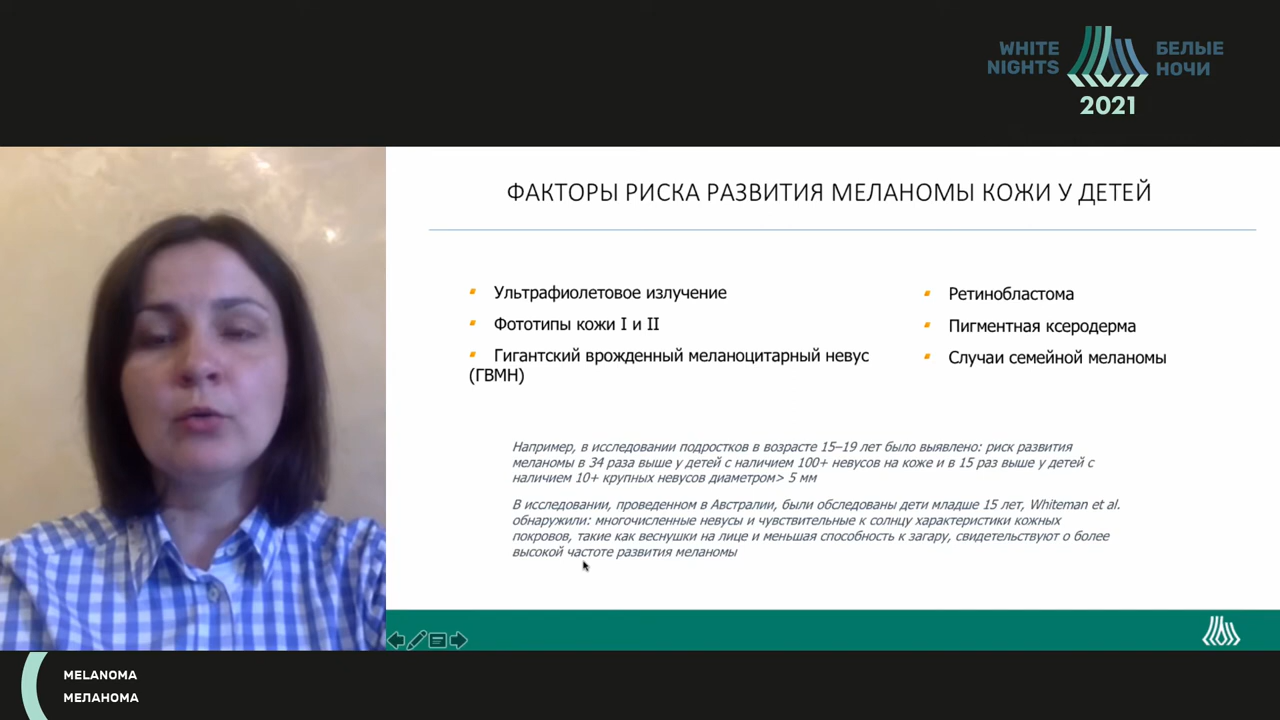 WHITE
NIGHTS
БЕЛЫЕ
НОЧИ
2021
ФАКТОРЫ РИСКА РАЗВИТИЯ МЕЛАНОМЫ КОЖИ У ДЕТЕЙ
Ультрафиолетовое излучение
Фототипы кожи I и II
Гигантский врожденный меланоцитарный невус
(ГВМН)
Ретинобластома
Пигментная ксеродерма
Случаи семейной меланомы
Например, в исследовании подростков в возрасте 15–19 лет было выявлено: риск развития
меланомы в 34 раза выше у детей с наличием 100+ невусов на коже и в 15 раз выше у детей с
наличием 10+ крупных невусов диаметром> 5 мм
В исследовании, проведенном в Австралии, были обследованы дети младше 15 лет, Whiteman et al.
обнаружили: многочисленные невусы и чувствительные к солнцу характеристики кожных
покровов, такие как веснушки на лице и меньшая способность к загару, свидетельствуют о более
высокой частоте развития меланомы
MELANOMA
МЕЛАНОМА